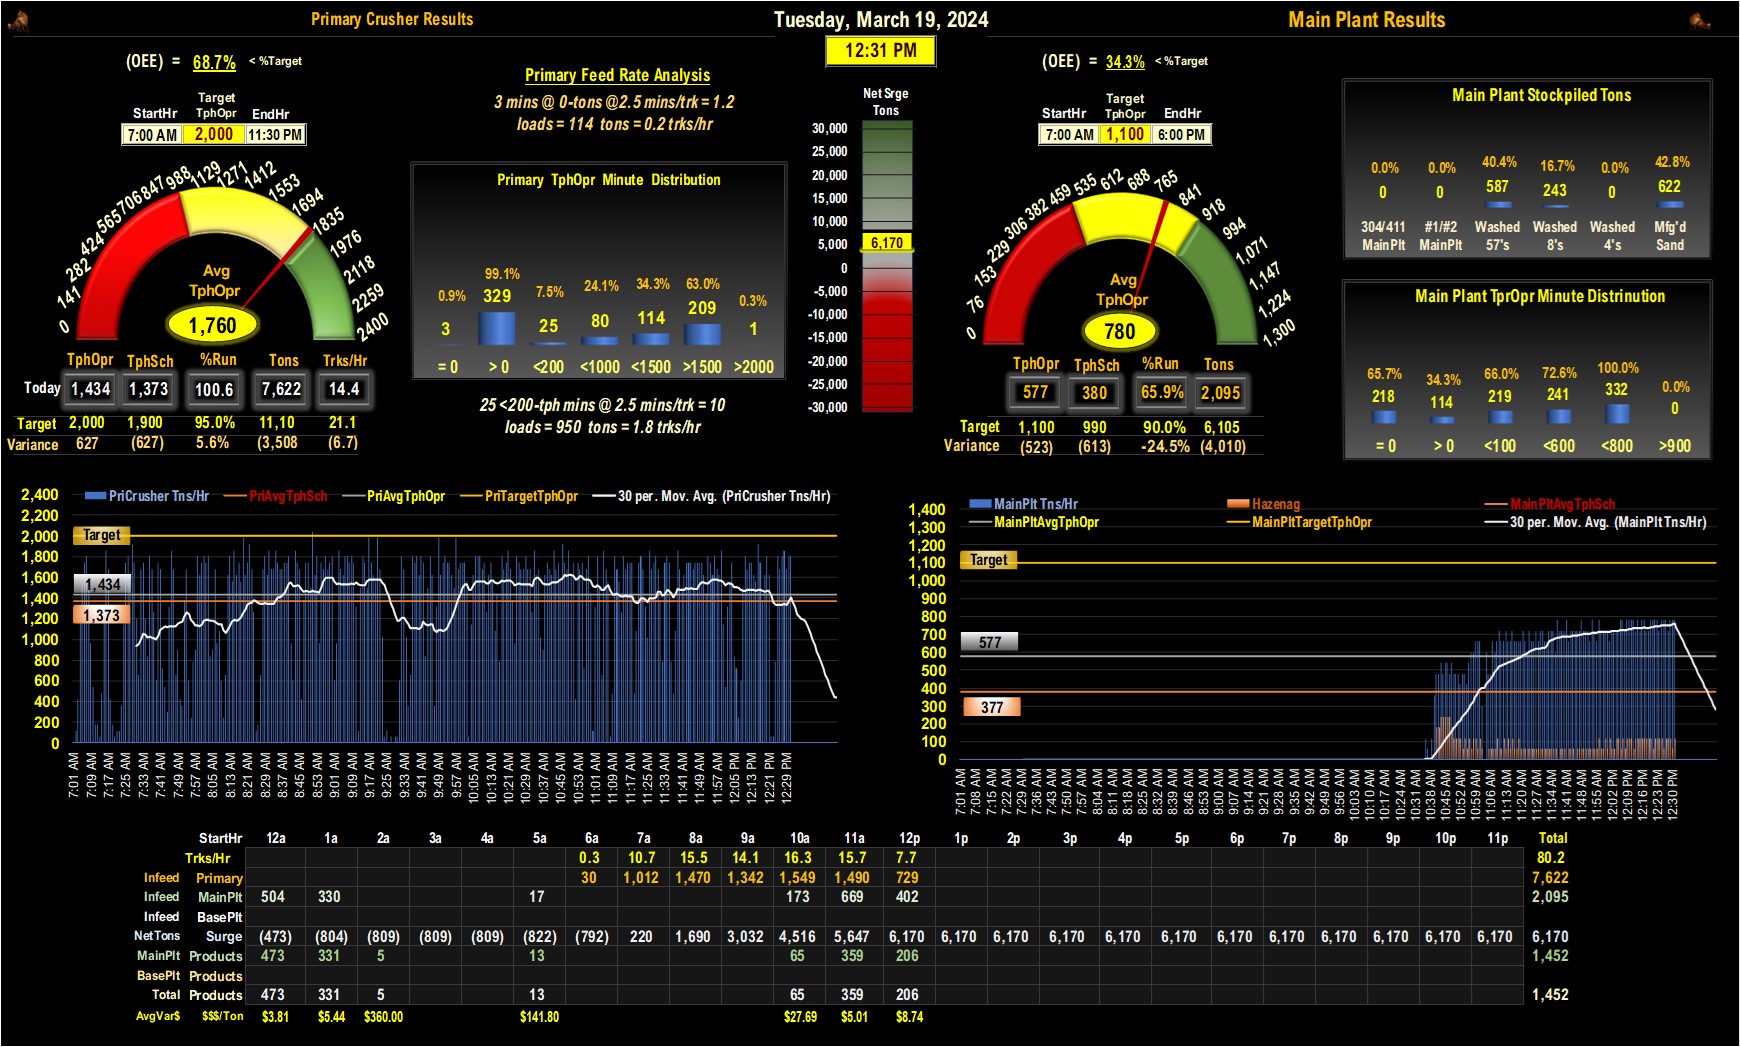 Primary Crusher Results
Tuesday, March 19, 2024
Main Plant Results
12:31 PM
(OEE) = 68.7% < %Target
StartHr Target TphOpr EndHr
7:00 AM 2,000 11:30 PM
0 141 282 424 565 706 847 988 1129 1271 1412 1553 1694 1835 1976 2118 2259 2400
Avg
TphOpr
1,760
TphOpr TphSch %Run Tons Trks/Hr
Today 1,434 1,373 100.6 7,622 14.4
Target 2,000 1,900 95.0% 11,10 21.1
Variance 627 (627) 5.6% (3,508 (6.7)
Primary Feed Rate Analysis
3 mins @ 0-tons @2.5 mins/trk = 1.2
loads = 114 tons = 0.2 trks/hr
Primary TphOpr Minute Distribution
0.9% 99.1% 7.5% 24.1% 34.3% 63.0% 0.3%
3 329 25 80 114 209 1
= 0 > 0 <200 <1000 <1500 >1500 >2000
25 <200-tph mins @ 2.5 mins/trk = 10
loads = 950 tons = 1.8 trks/hr
Net Srge
Tons
30,000
25,000
20,000
15,000
10,000
5,000
0
-5,000
-10,000
-15,000
-20,000
-25,000
-30,000
6,170
(OEE) = 34.3% < %Target
StartHr Target TphOpr EndHr
7:00 AM 1,100 6:00 PM
0 76 153 229 306 382 459 535 612 688 765 841 918 994 1,071 1,147 1,224 1,300
Avg
TphOpr
780
TphOpr TphSch %Run Tons
577 380 65.9% 2,095
Target 1,100 990 90.0% 6,105
Variance (523) (613) -24.5% (4,010)
Main Plant Stockpiled Tons
0.0% 0.0% 40.4% 16.7% 0.0% 42.8%
0 0 587 243 0 622
304/411 #1/#2 Washed Washed Washed Mfg'd
MainPlt MainPlt 57's 8's 4's Sand
Main Plant TprOpr Minute Distrinution
65.7% 34.3% 66.0% 72.6% 100.0% 0.0%
218 114 219 241 332 0
= 0 > 0 <100 <600 <800 >900
PriCrusher Tns/Hr PriAvgTphSch PriAvgTphOpr PriTargetTphOpr 30 per. Mov. Avg. (PriCrusher Tns/Hr)
2,400
2,200
2,000
1,800
1,600
1,400
1,200
1,000
800
600
400
200
0
Target
1,434
1,373
7:01 AM 7:09 AM 7:17 AM 7:25 AM 7:33 AM 7:41 AM 7:49 AM 7:57 AM 8:05 AM 8:13 AM 8:21 AM 8:29 AM 8:37 AM 8:45 AM 8:53 AM 9:01 AM 9:09 AM 9:17 AM 9:25 AM 9:33 AM 9:41 AM 9:49 AM 9:57 AM 10:05 AM 10:13 AM 10:21 AM 10:29 AM 10:37 AM 10:45 AM 10:53 AM 11:01 AM 11:09 AM 11:17 AM 11:25 AM 11:33 AM 11:41 AM 11:49 AM 11:57 AM 12:05 PM 12:13 PM 12:21 PM 12:29 PM
MainPlt Tns/Hr Hazenag MainPltAvgTphSch
MainPltAvgTphOpr MainPltTargetTphOpr 30 per. Mov. Avg. (MainPlt Tns/Hr)
1,400
1,300
1,200
1,100
1,000
900
800
700
600
500
400
300
200
100
0
Target
577
377
7:01 AM 7:08 AM 7:15 AM 7:22 AM 7:29 AM 7:36 AM 7:43 AM 7:50 AM 7:57 AM 8:04 AM 8:11 AM 8:18 AM 8:25 AM 8:32 AM 8:39 AM 8:46 AM 8:53 AM 9:00 AM 9:07 AM 9:14 AM 9:21 AM 9:28 AM 9:35 AM 9:42 AM 9:49 AM 9:56 AM 10:03 AM 10:10 AM 10:17 AM 10:24 AM 10:31 AM 10:38 AM 10:45 AM 10:52 AM 10:59 AM 11:06 AM 11:13 AM 11:20 AM 11:27 AM 11:34 AM 11:41 AM 11:48 AM 11:55 AM 12:02 PM 12:09 PM 12:16 PM 12:23 PM 12:30 PM
StartHr 12a 1a 2a 3a 4a 5a 6a 7a 8a 9a 10a 11a 12p 1p 2p 3p 4p 5p 6p 7p 8p 9p 10p 11p Total
Trks/Hr 0.3 10.7 15.5 14.1 16.3 15.7 7.7 80.2
Infeed Primary 30 1,012 1,470 1,342 1,549 1,490 729 7,622
Infeed MainPlt 504 330 17 173 669 402 2,095
Infeed BasePlt
NetTons Surge (473) (804) (809) (809) (809) (822) (792) 220 1,690 3,032 4,516 5,647 6,170 6,170 6,170 6,170 6,170 6,170 6,170 6,170 6,170 6,170 6,170 6,170 6,170
MainPlt Products 473 331 5 13 65 359 206 1,452
BasePlt Products
Total Products 473 331 5 13 65 359 206 1,452
AvgVar$ $$$/Ton $3.81 $5.44 $360.00 $141.80 $27.69 $5.01 $8.74